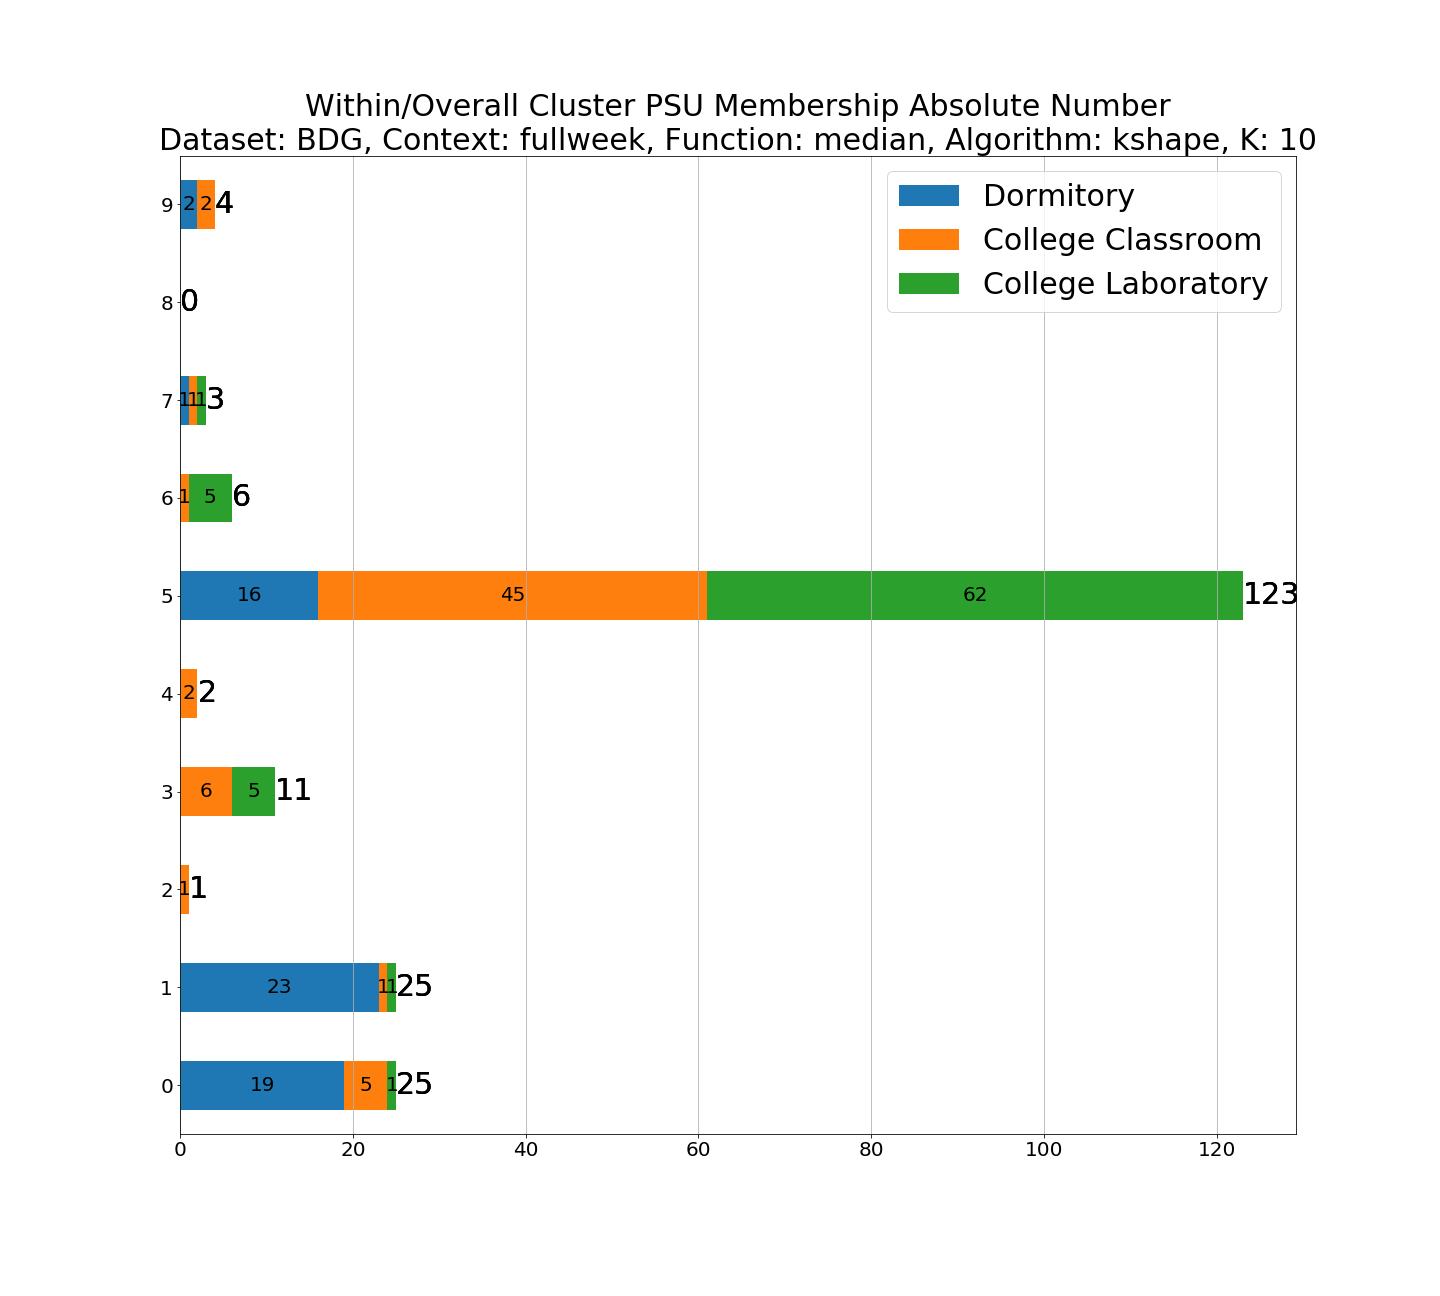 Within/Overall Cluster PSU Membership Absolute Number
Dataset: BDG, Context: fullweek, Function: median, Algorithm: kshape, K: 10
Dormitory
College Classroom
College Laboratory
9 2 2 4
8 0
7 1 1 1 3
6 1 5 6
5 16 45 62 123
4 2 2
3 6 5 11
2 1 1
1 23 1 1 25
0 19 5 1 25
0 20 40 60 80 100 120